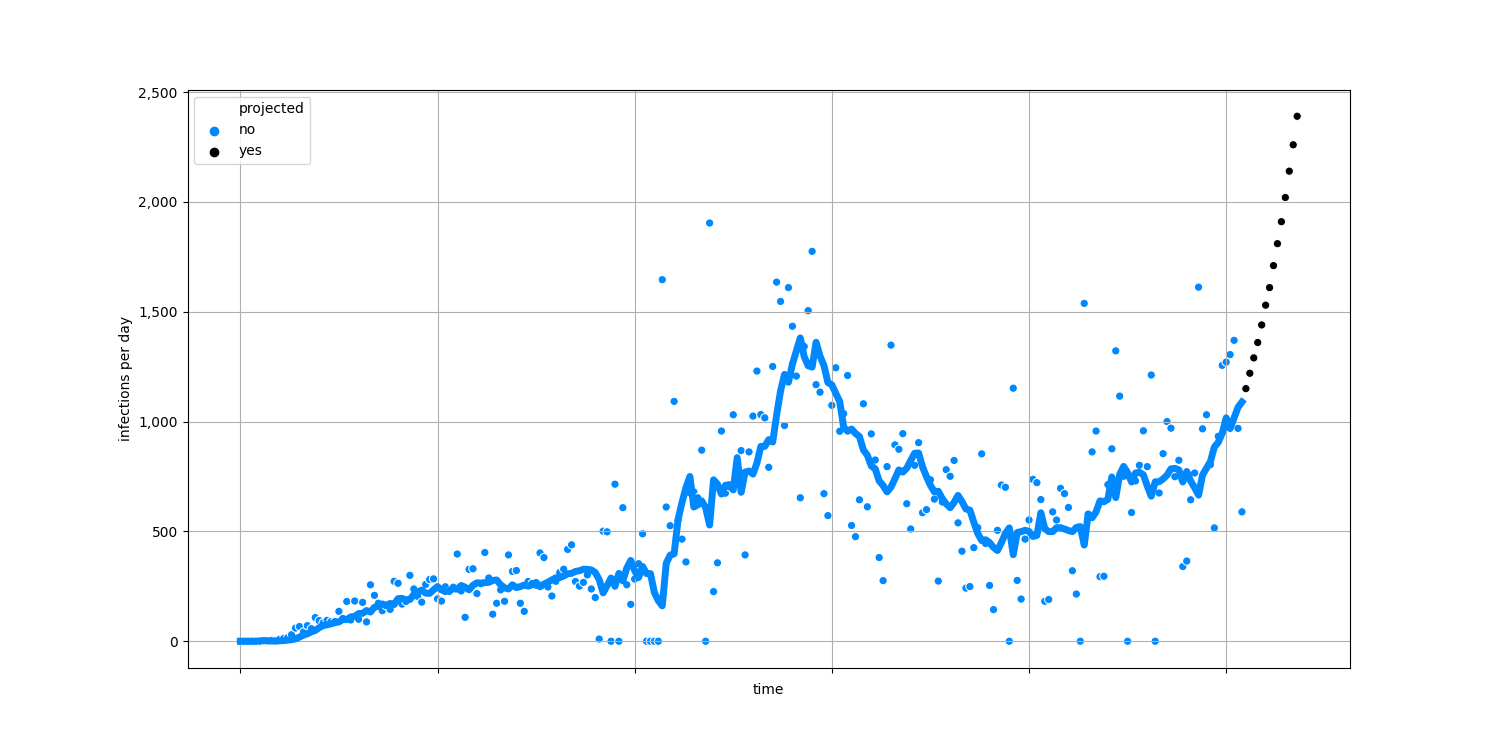 2,500
projected
no
yes
2,000
1,500
1,000
500
0
infections per day
time